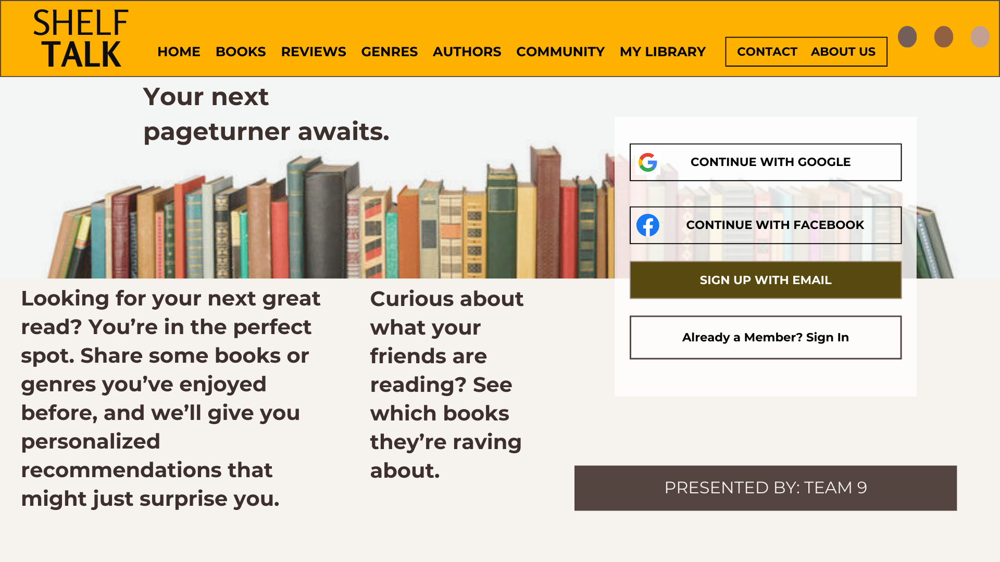 SHELF
TALK
HOME BOOKS REVIEWS GENRES AUTHORS COMMUNITY MY LIBRARY CONTACT ABOUT US
Your next
pageturner awaits.
CONTINUE WITH GOOGLE
CONTINUE WITH FACEBOOK
SIGN UP WITH EMAIL
Already a Member? Sign In
Looking for your next great
read? You’re in the perfect
spot. Share some books or
genres you’ve enjoyed
before, and we’ll give you
personalized
recommendations that
might just surprise you.
Curious about
what your
friends are
reading? See
which books
they’re raving
about.
PRESENTED BY: TEAM 9